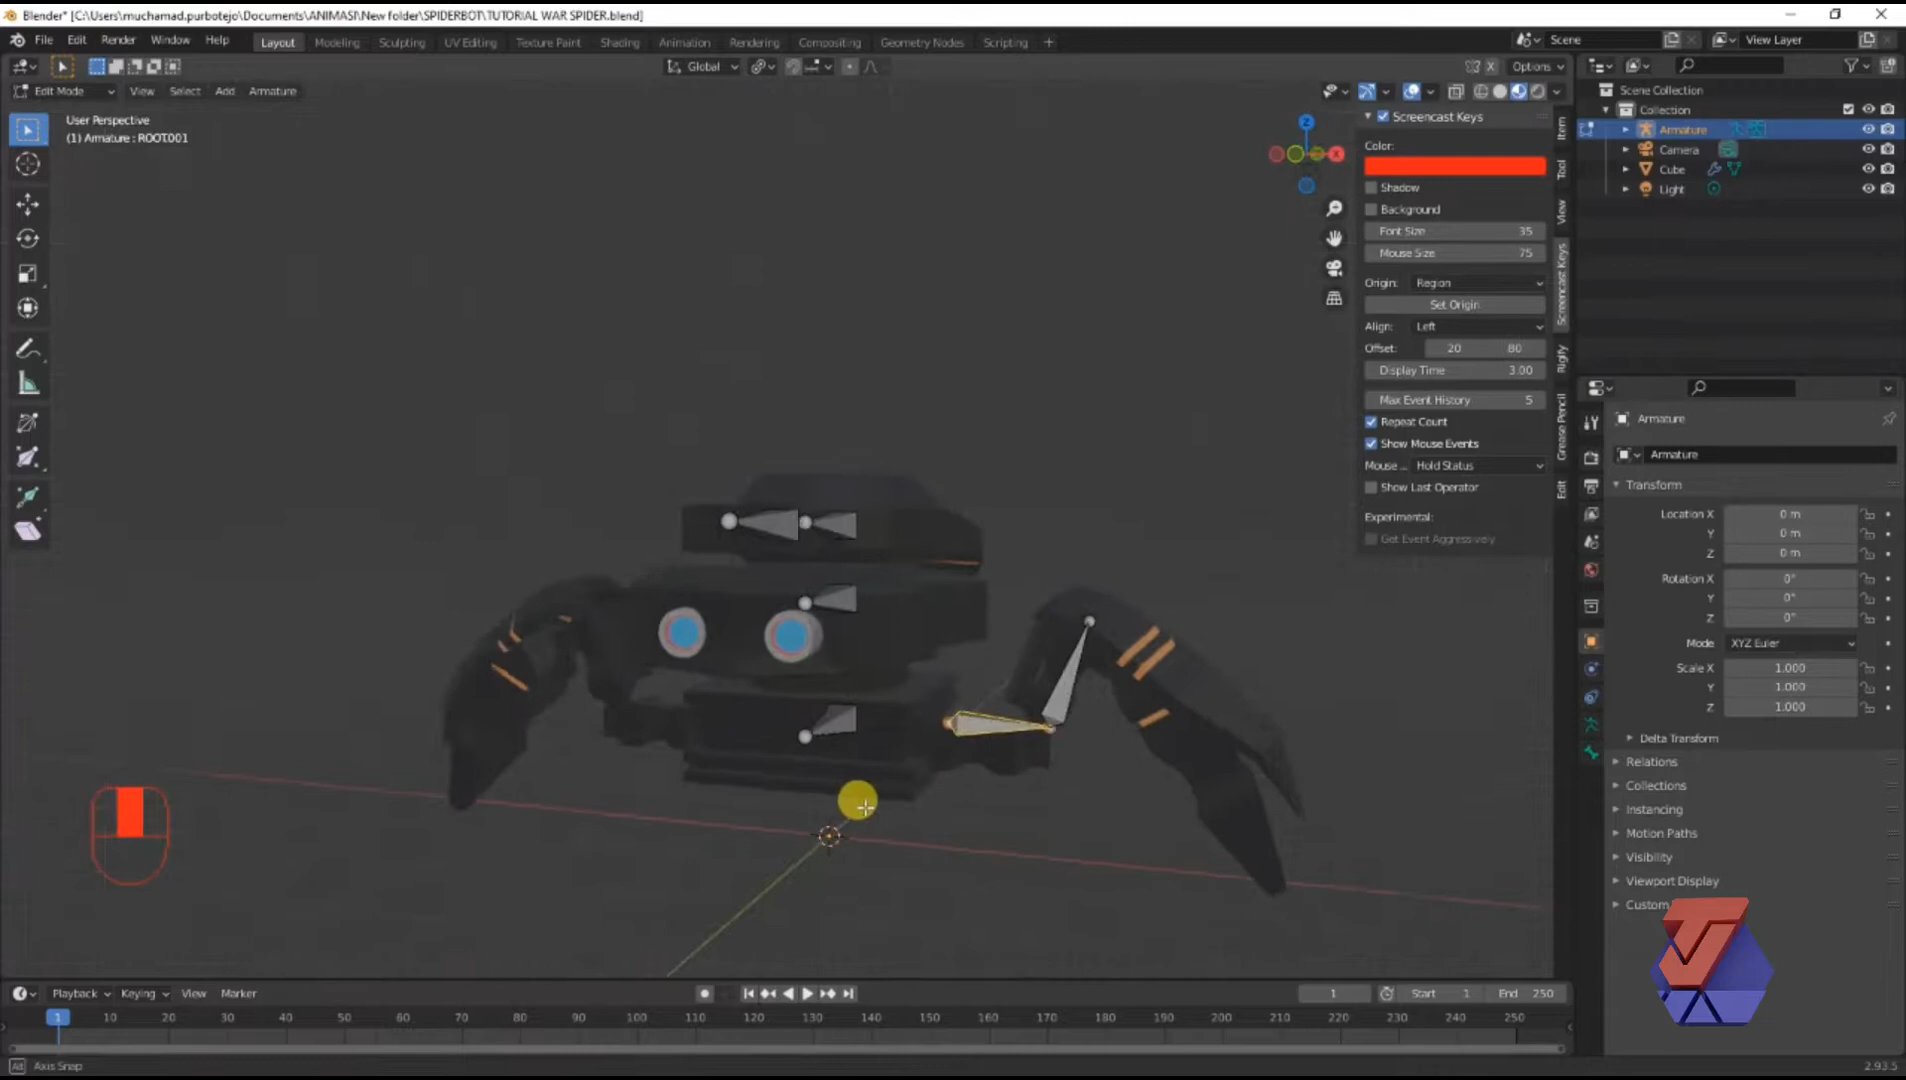 Blender* [C:\Users\muchamad.purbotejo\Documents\ANIMASI\New folder\SPIDERBOT\TUTORIAL WAR SPIDER.blend]
File Edit Render Window Help Layout Modeling Sculpting UV Editing Texture Paint Shading Animation Rendering Compositing Geometry Nodes Scripting + Scene View Layer
Global Options
Edit Mode View Select Add Armature
User Perspective
(1) Armature : ROOT.001
Z
X
Screencast Keys
Color:
Shadow
Background
Font Size 35
Mouse Size 75
Origin: Region
Set Origin
Align: Left
Offset: 20 80
Display Time 3.00
Max Event History 5
Repeat Count
Show Mouse Events
Mouse ... Hold Status
Show Last Operator
Experimental:
Get Event Aggressively
Item
Tool
View
Screencast Keys
Rigify
Grease Pencil
Edit
Scene Collection
Collection
Armature
Camera
Cube
Light
Armature
Armature
Transform
Location X 0 m
Y 0 m
Z 0 m
Rotation X 0°
Y 0°
Z 0°
Mode XYZ Euler
Scale X 1.000
Y 1.000
Z 1.000
Delta Transform
Relations
Collections
Instancing
Motion Paths
Visibility
Viewport Display
Custom
Playback Keying View Marker 1 Start 1 End 250
1 10 20 30 40 50 60 70 80 90 100 110 120 130 140 150 160 170 180 190 200 210 220 230 240 250
Alt Axis Snap 2.93.5